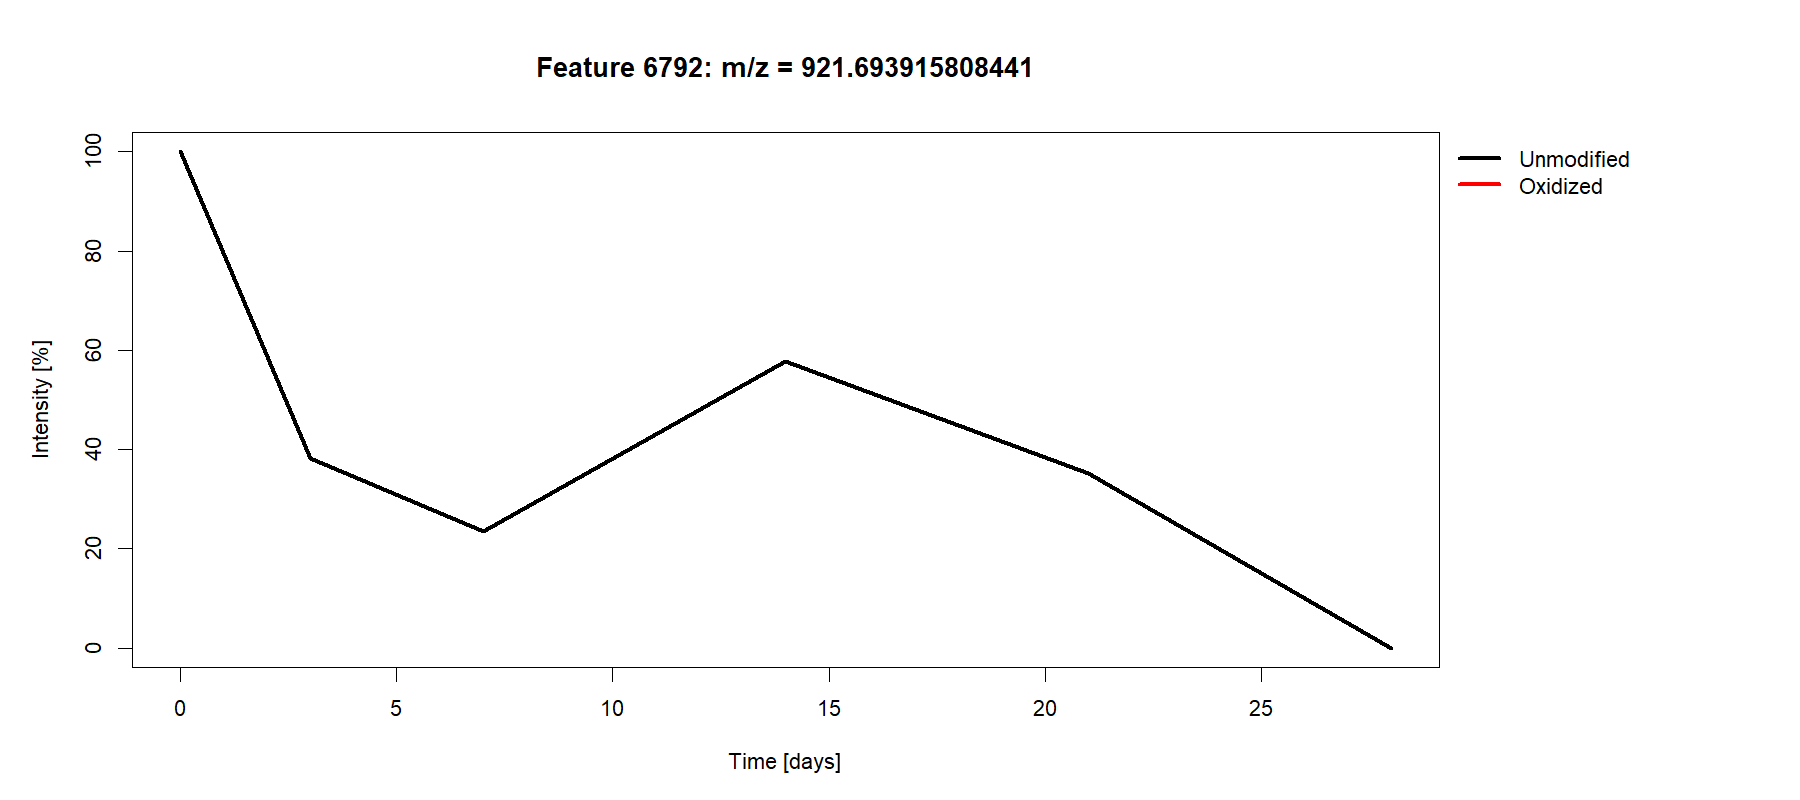 Feature 6792: m/z = 921.693915808441
Unmodified
Oxidized
100
80
60
40
20
0
Intensity [%]
0 5 10 15 20 25
Time [days]